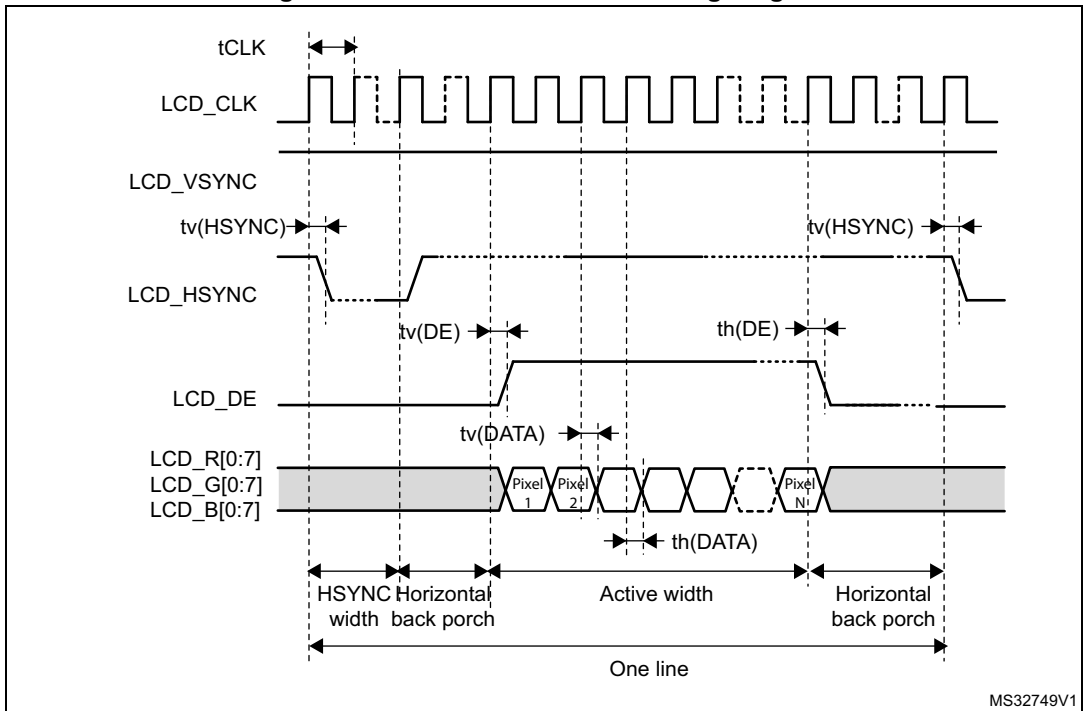 tCLK
LCD_CLK
LCD_VSYNC
tv(HSYNC)
tv(HSYNC)
LCD_HSYNC
tv(DE)
th(DE)
LCD_DE
tv(DATA)
LCD_R[0:7]
LCD_G[0:7]
LCD_B[0:7]
Pixel
1
Pixel
2
Pixel
N
th(DATA)
HSYNC
width
Horizontal
back porch
Active width
Horizontal
back porch
One line
MS32749V1